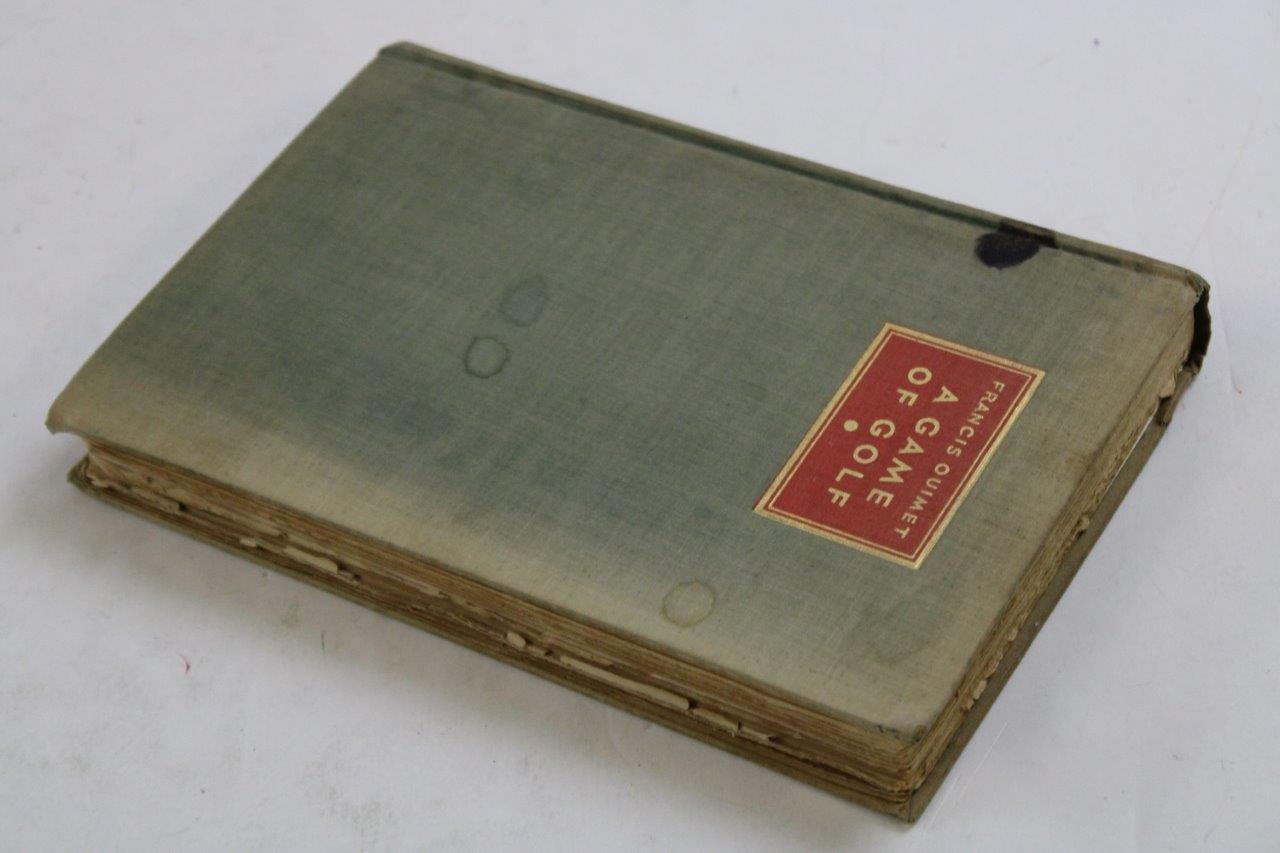 FRANCIS OUIMET
A GAME
OF GOLF